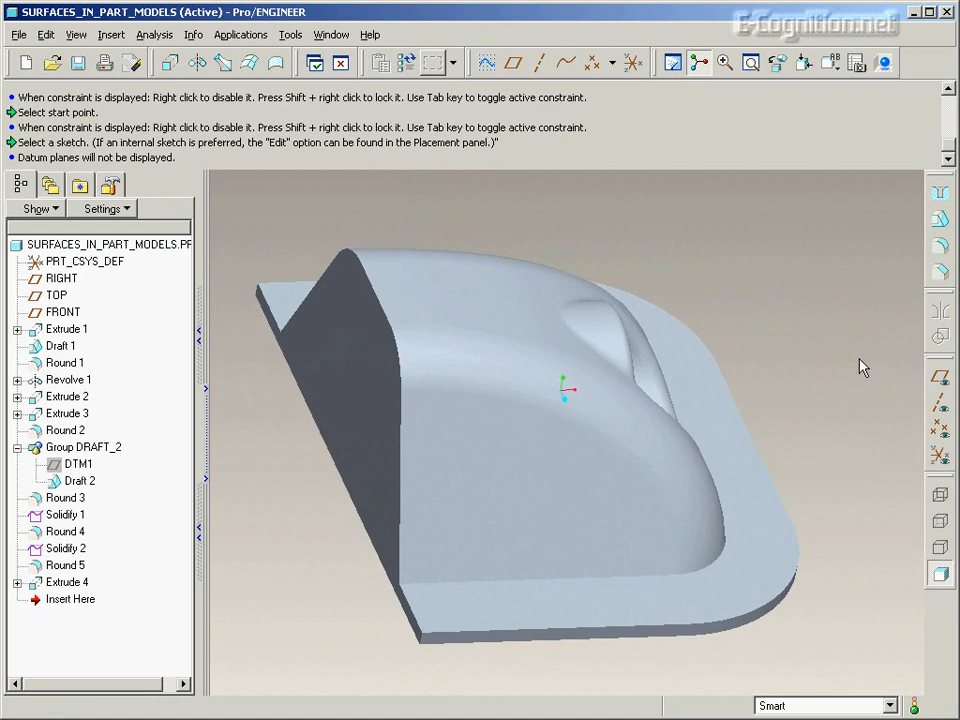 SURFACES_IN_PART_MODELS (Active) - Pro/ENGINEER
E-Cognition.net
File Edit View Insert Analysis Info Applications Tools Window Help
When constraint is displayed: Right click to disable it. Press Shift + right click to lock it. Use Tab key to toggle active constraint.
Select start point.
When constraint is displayed: Right click to disable it. Press Shift + right click to lock it. Use Tab key to toggle active constraint.
Select a sketch. (If an internal sketch is preferred, the "Edit" option can be found in the Placement panel.)"
Datum planes will not be displayed.
Show Settings
SURFACES_IN_PART_MODELS.PF
PRT_CSYS_DEF
RIGHT
TOP
FRONT
Extrude 1
Draft 1
Round 1
Revolve 1
Extrude 2
Extrude 3
Round 2
Group DRAFT_2
DTM1
Draft 2
Round 3
Solidify 1
Round 4
Solidify 2
Round 5
Extrude 4
Insert Here
Smart